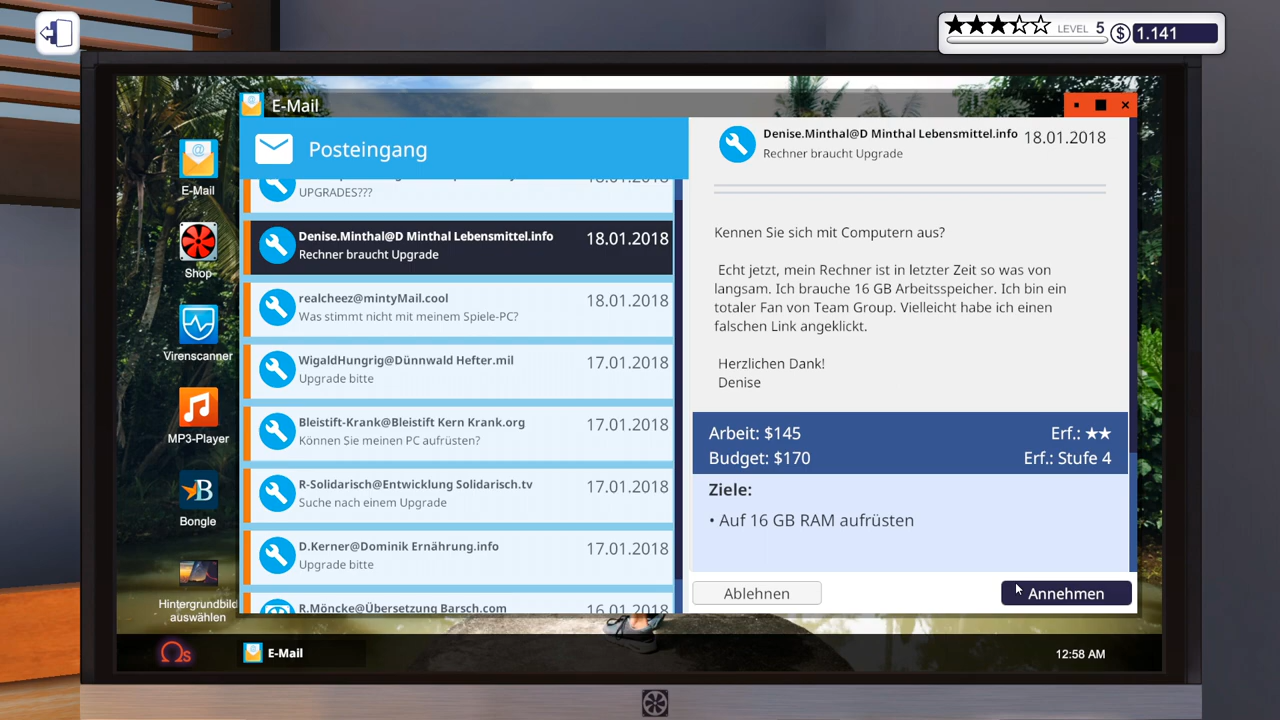 LEVEL 5
$ 1.141
E-Mail
Posteingang
UPGRADES???
Denise.Minthal@D Minthal Lebensmittel.info 18.01.2018
Rechner braucht Upgrade
realcheez@mintyMail.cool 18.01.2018
Was stimmt nicht mit meinem Spiele-PC?
WigaldHungrig@Dünnwald Hefter.mil 17.01.2018
Upgrade bitte
Bleistift-Krank@Bleistift Kern Krank.org 17.01.2018
Können Sie meinen PC aufrüsten?
R-Solidarisch@Entwicklung Solidarisch.tv 17.01.2018
Suche nach einem Upgrade
D.Kerner@Dominik Ernährung.info 17.01.2018
Upgrade bitte
R.Möncke@Übersetzung Barsch.com 16.01.2018
Denise.Minthal@D Minthal Lebensmittel.info 18.01.2018
Rechner braucht Upgrade
Kennen Sie sich mit Computern aus?
Echt jetzt, mein Rechner ist in letzter Zeit so was von
langsam. Ich brauche 16 GB Arbeitsspeicher. Ich bin ein
totaler Fan von Team Group. Vielleicht habe ich einen
falschen Link angeklickt.
Herzlichen Dank!
Denise
Arbeit: $145 Erf.: ★★
Budget: $170 Erf.: Stufe 4
Ziele:
• Auf 16 GB RAM aufrüsten
Ablehnen
Annehmen
E-Mail
Shop
Virenscanner
MP3-Player
Bongle
Hintergrundbild
auswählen
Ωs
E-Mail
12:58 AM